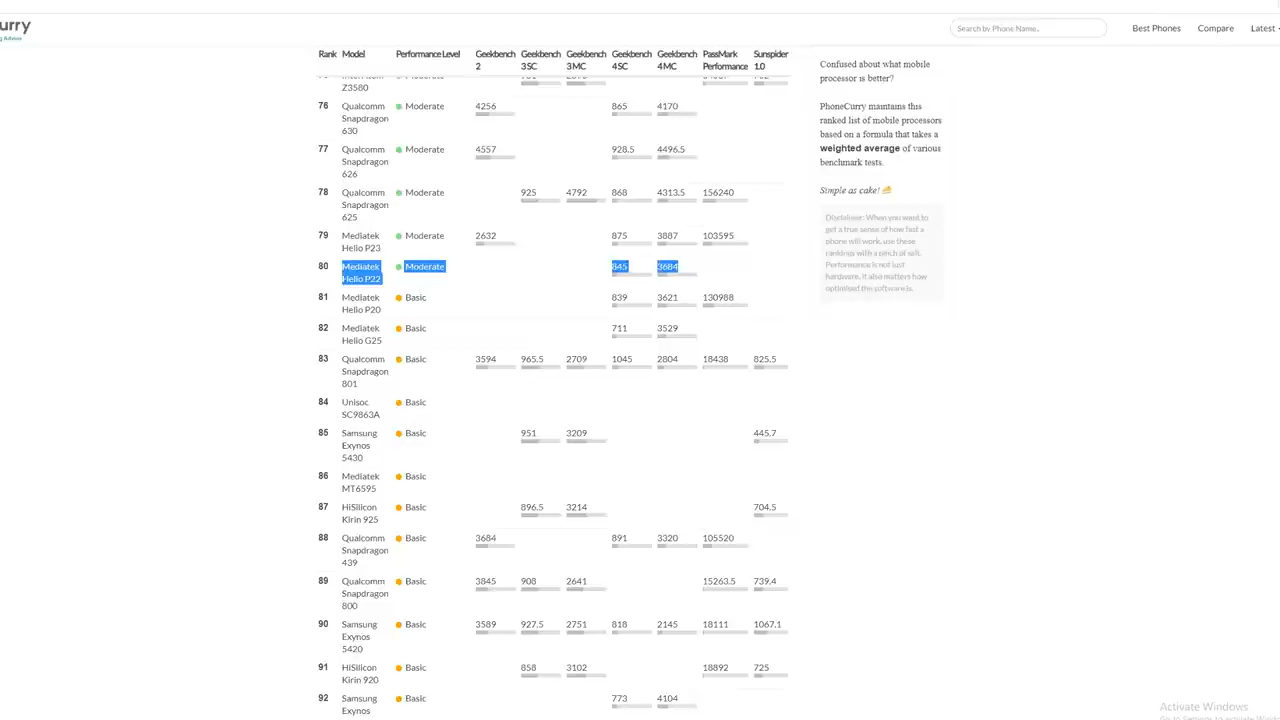 urry
Search by Phone Name..
Best Phones
Compare
Latest
Rank Model Performance Level Geekbench 2 Geekbench 3 SC Geekbench 3 MC Geekbench 4 SC Geekbench 4 MC PassMark Performance Sunspider 1.0
Z3580
76 Qualcomm Snapdragon 630 Moderate 4256 865 4170
77 Qualcomm Snapdragon 626 Moderate 4557 928.5 4496.5
78 Qualcomm Snapdragon 625 Moderate 925 4792 868 4313.5 156240
79 Mediatek Helio P23 Moderate 2632 875 3887 103595
80 Mediatek Helio P22 Moderate 845 3684
81 Mediatek Helio P20 Basic 839 3621 130988
82 Mediatek Helio G25 Basic 711 3529
83 Qualcomm Snapdragon 801 Basic 3594 965.5 2709 1045 2804 18438 825.5
84 Unisoc SC9863A Basic
85 Samsung Exynos 5430 Basic 951 3209 445.7
86 Mediatek MT6595 Basic
87 HiSilicon Kirin 925 Basic 896.5 3214 704.5
88 Qualcomm Snapdragon 439 Basic 3684 891 3320 105520
89 Qualcomm Snapdragon 800 Basic 3845 908 2641 15263.5 739.4
90 Samsung Exynos 5420 Basic 3589 927.5 2751 818 2145 18111 1067.1
91 HiSilicon Kirin 920 Basic 858 3102 18892 725
92 Samsung Exynos Basic 773 4104
Confused about what mobile
processor is better?
PhoneCurry maintains this
ranked list of mobile processors
based on a formula that takes a
weighted average of various
benchmark tests.
Simple as cake! 🍰
Disclaimer: When you want to
get a true sense of how fast a
phone will work, use these
rankings with a pinch of salt.
Performance is not just
hardware. It also matters how
optimised the software is.
Activate Windows